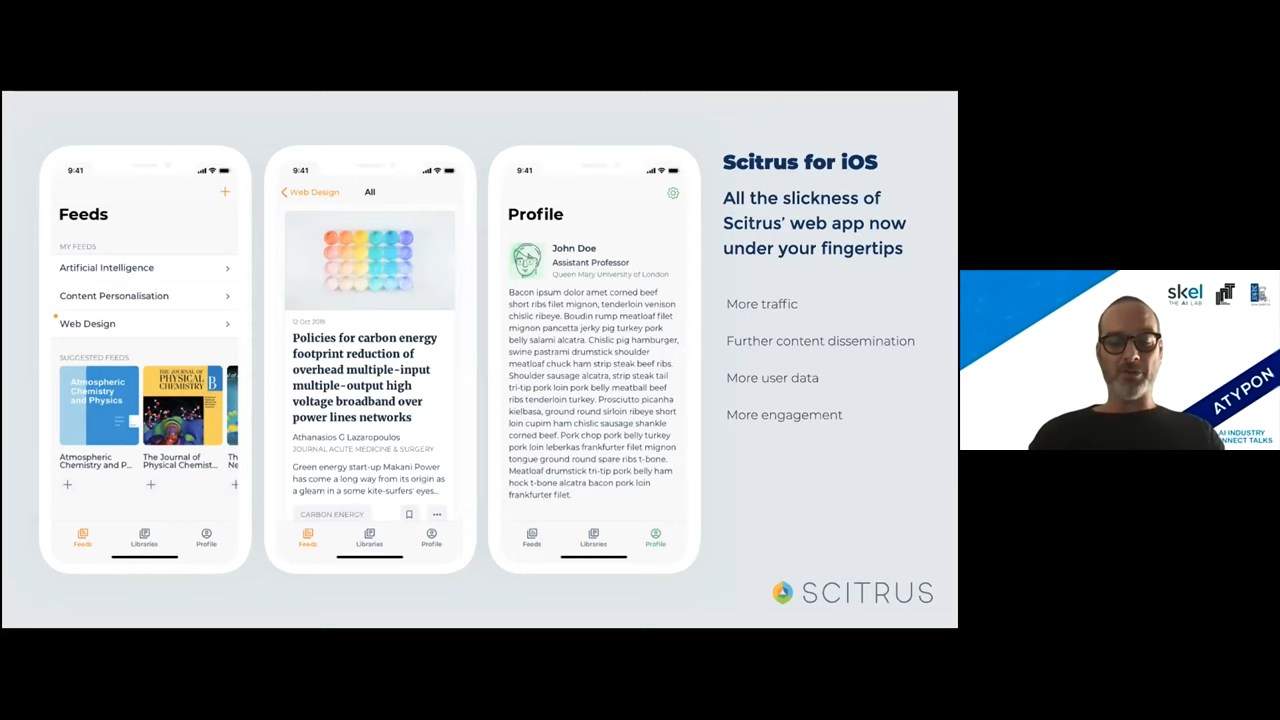 9:41
Feeds
MY FEEDS
Artificial Intelligence
Content Personalisation
Web Design
SUGGESTED FEEDS
Atmospheric
Chemistry
and Physics
THE JOURNAL OF
PHYSICAL
CHEMISTRY
B
Atmospheric
Chemistry and P...
The Journal of
Physical Chemist...
Th
Ne
Feeds
Libraries
Profile
9:41
Web Design
All
12 Oct 2019
Policies for carbon energy
footprint reduction of
overhead multiple-input
multiple-output high
voltage broadband over
power lines networks
Athanasios G Lazaropoulos
JOURNAL ACUTE MEDICINE & SURGERY
Green energy start-up Makani Power
has come a long way from its origin as
a gleam in some kite-surfers' eyes...
CARBON ENERGY
Feeds
Libraries
Profile
9:41
Profile
John Doe
Assistant Professor
Queen Mary University of London
Bacon ipsum dolor amet corned beef
short ribs filet mignon, tenderloin venison
chislic ribeye. Boudin rump meatloaf filet
mignon pancetta jerky pig turkey pork
belly salami alcatra. Chislic pig hamburger,
swine pastrami drumstick shoulder
meatloaf chuck ham strip steak beef ribs.
Shoulder sausage alcatra, strip steak tail
tri-tip pork loin pork belly meatball beef
ribs tenderloin turkey. Prosciutto picanha
kielbasa, ground round sirloin ribeye short
loin cupim ham chislic sausage shankle
corned beef. Pork chop pork belly turkey
pork loin leberkas frankfurter filet mignon
tongue ground round spare ribs t-bone.
Meatloaf drumstick tri-tip pork belly ham
hock t-bone alcatra bacon pork loin
frankfurter filet.
Feeds
Libraries
Profile
Scitrus for iOS
All the slickness of
Scitrus' web app now
under your fingertips
More traffic
Further content dissemination
More user data
More engagement
SCITRUS
skel
THE AI LAB
ATYPON
AI INDUSTRY
NNECT TALKS